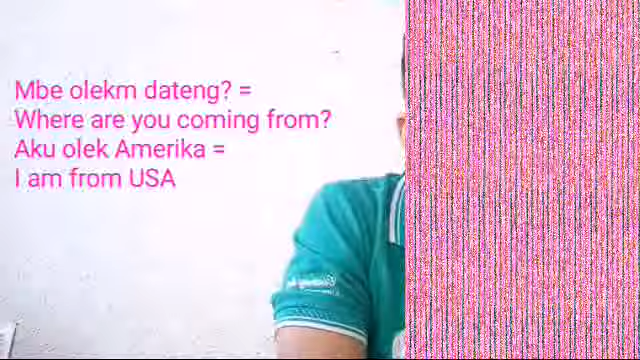 Mbe olekm dateng? =
Where are you coming from?
Aku olek Amerika =
I am from USA